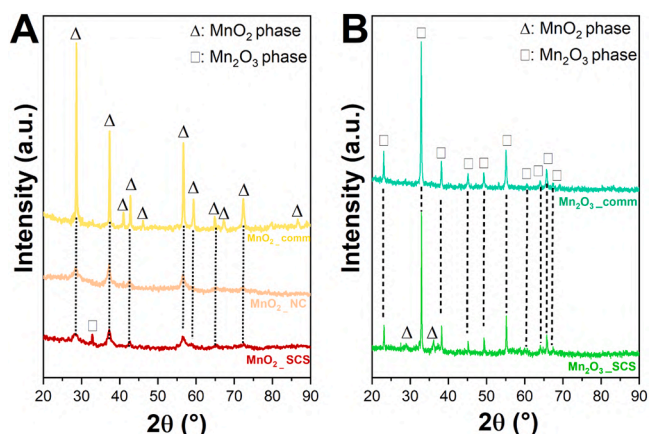 A
Δ: MnO₂ phase
□: Mn₂O₃ phase
Intensity (a.u.)
MnO₂_comm
MnO₂_NC
MnO₂_SCS
20 30 40 50 60 70 80 90
2θ (°)
B
Δ: MnO₂ phase
□: Mn₂O₃ phase
Intensity (a.u.)
Mn₂O₃_comm
Mn₂O₃_SCS
20 30 40 50 60 70 80 90
2θ (°)